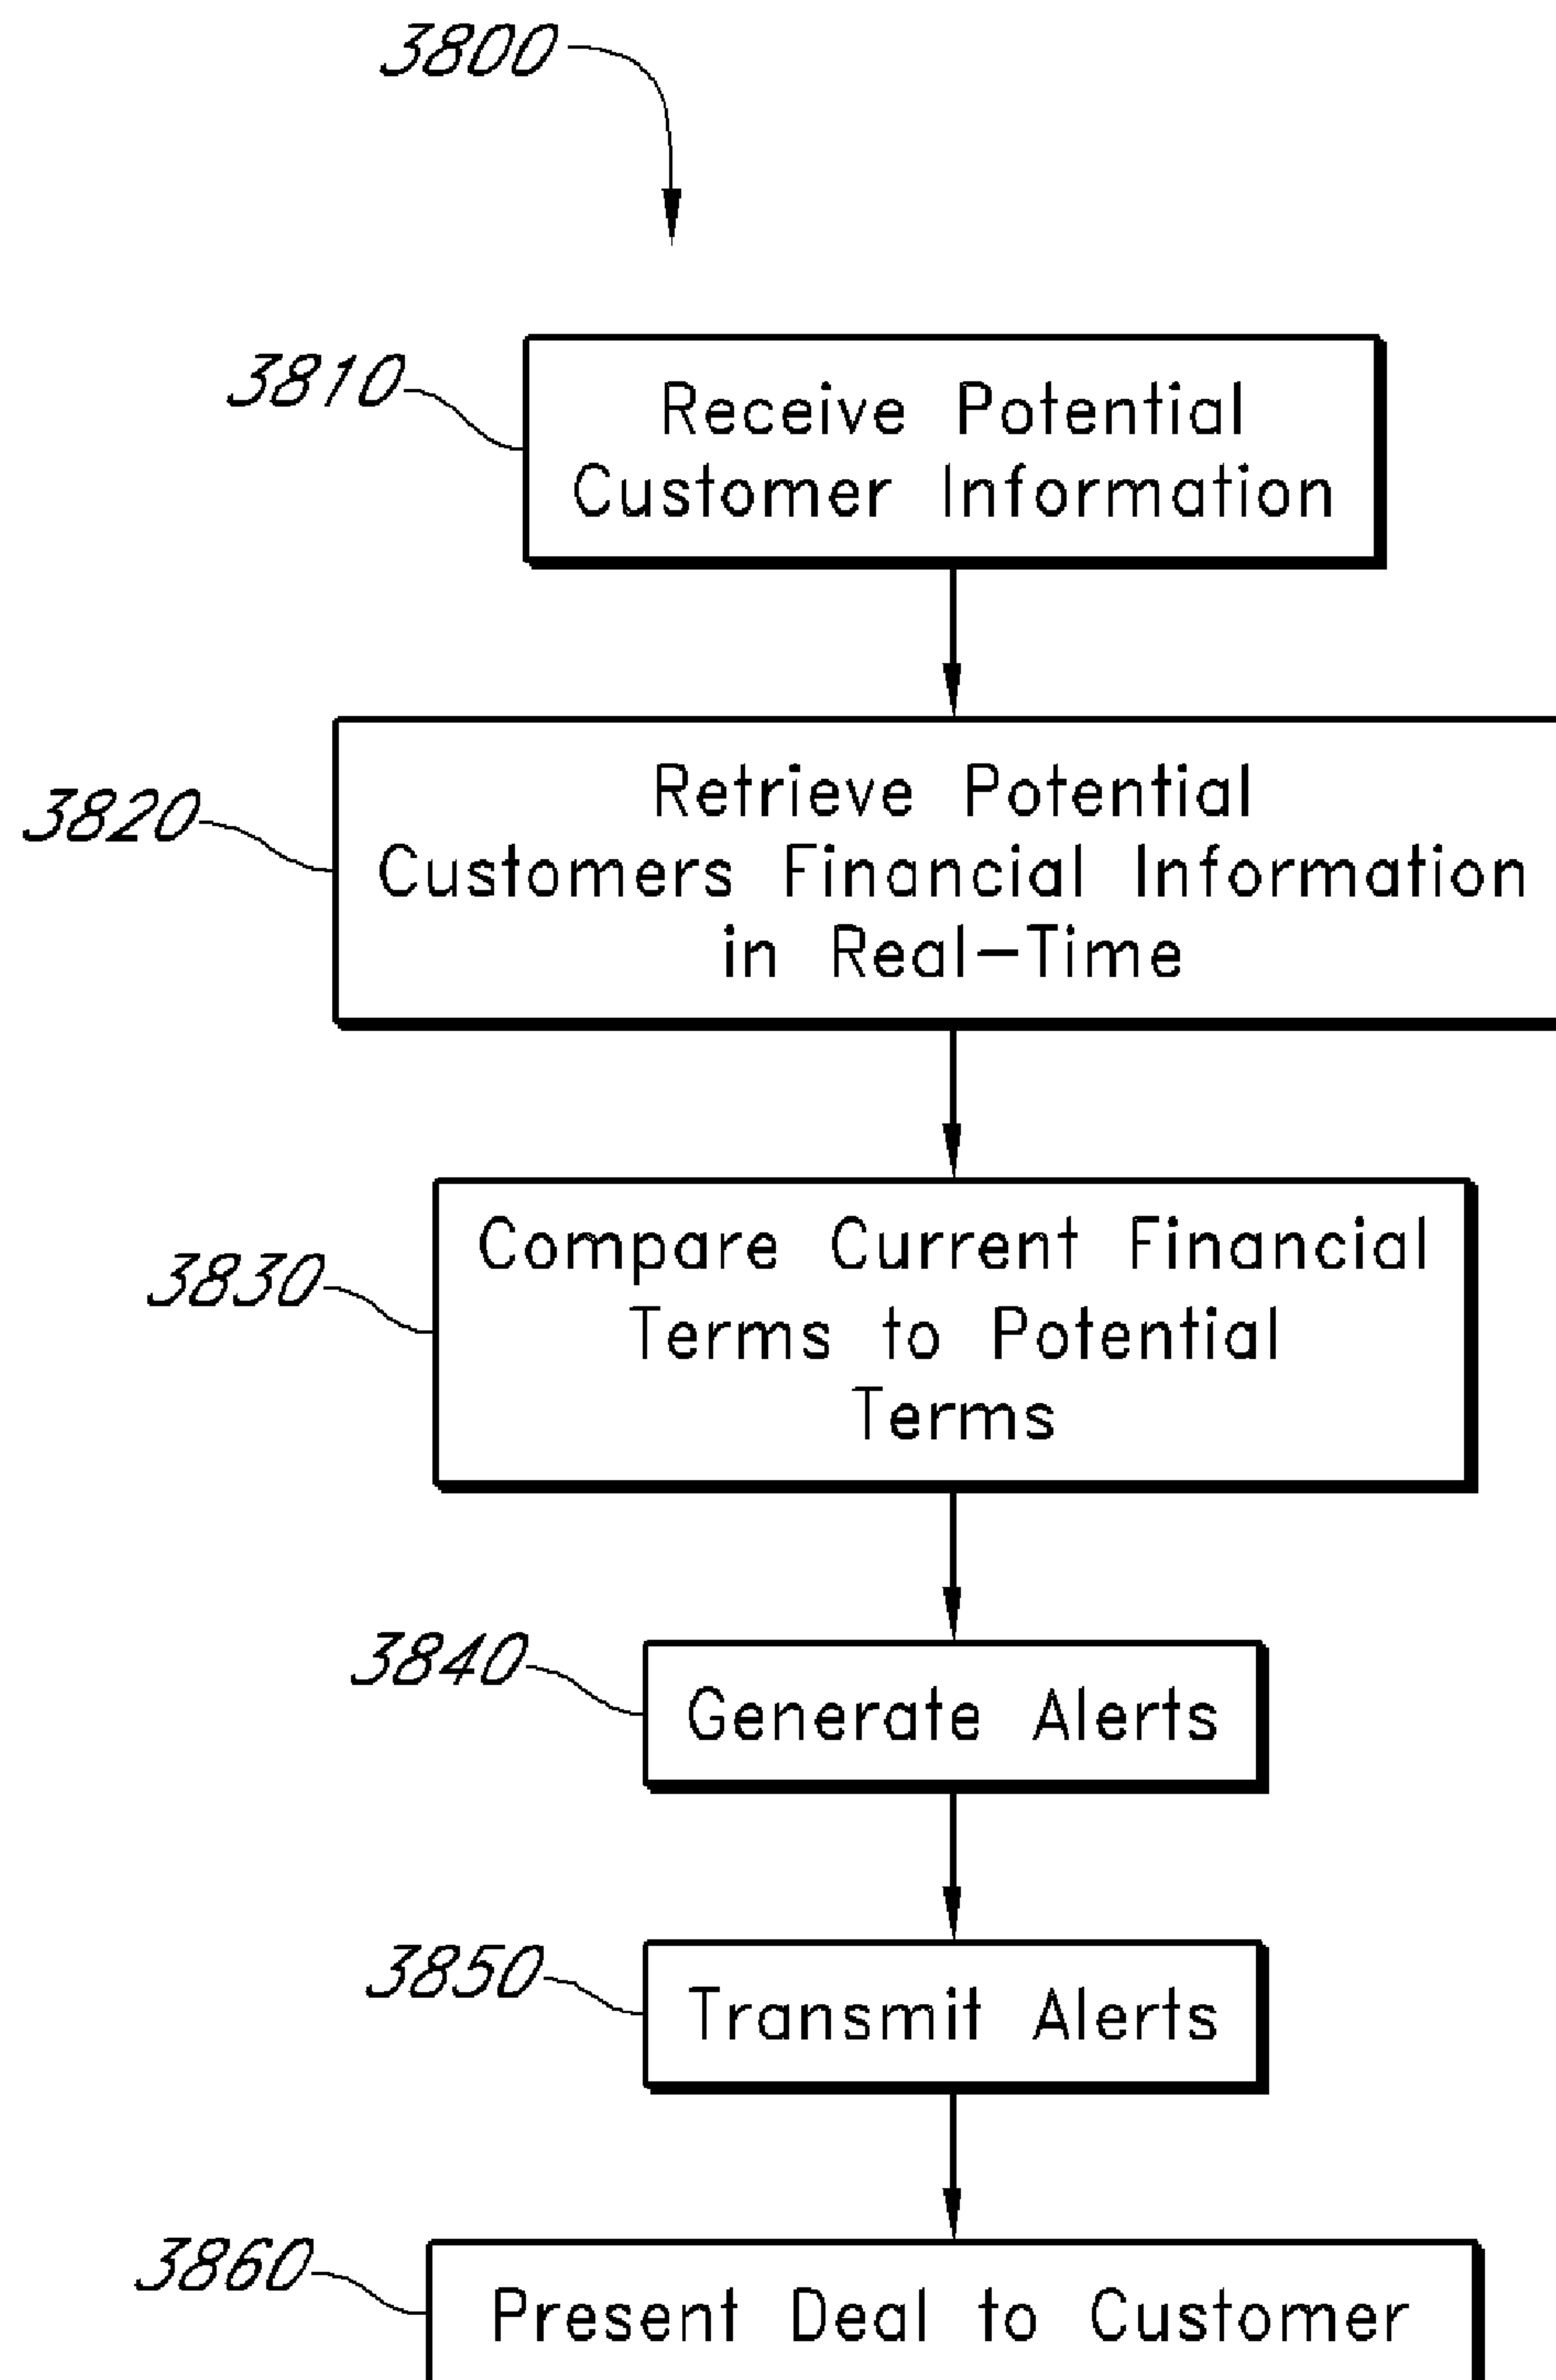 3800
3810
Receive Potential
Customer Information
3820
Retrieve Potential
Customers Financial Information
in Real-Time
3830
Compare Current Financial
Terms to Potential
Terms
3840
Generate Alerts
3850
Transmit Alerts
3860
Present Deal to Customer